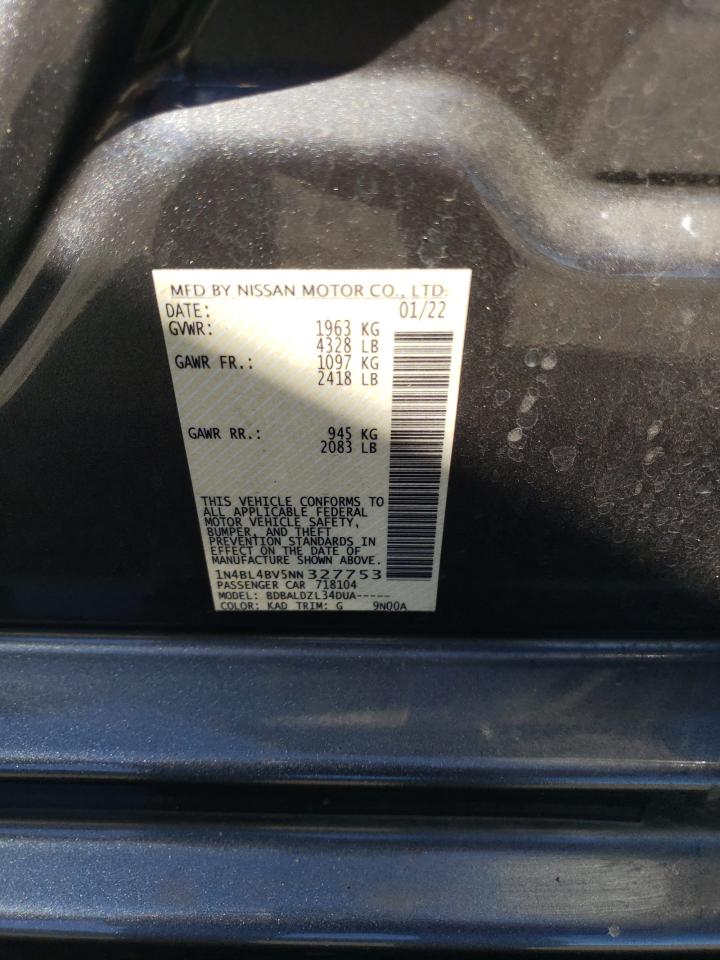 MFD BY NISSAN MOTOR CO., LTD.
DATE: 01/22
GVWR: 1963 KG
4328 LB
GAWR FR.: 1097 KG
2418 LB
GAWR RR.: 945 KG
2083 LB
THIS VEHICLE CONFORMS TO
ALL APPLICABLE FEDERAL
MOTOR VEHICLE SAFETY,
BUMPER, AND THEFT
PREVENTION STANDARDS IN
EFFECT ON THE DATE OF
MANUFACTURE SHOWN ABOVE.
1N4BL4BV5NN327753
PASSENGER CAR 718104
MODEL: BDBALDZL34DUA-----
COLOR: KAD TRIM: G 9N00A